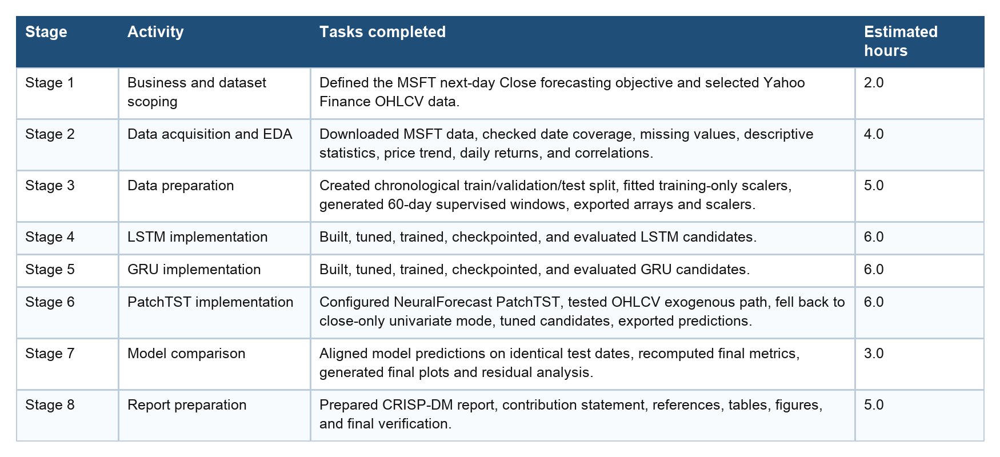 Stage Activity Tasks completed Estimated
hours
Stage 1 Business and dataset Defined the MSFT next-day Close forecasting objective and selected Yahoo 2.0
scoping Finance OHLCV data.
Stage 2 Data acquisition and EDA Downloaded MSFT data, checked date coverage, missing values, descriptive 4.0
statistics, price trend, daily returns, and correlations.
Stage 3 Data preparation Created chronological train/validation/test split, fitted training-only scalers, 5.0
generated 60-day supervised windows, exported arrays and scalers.
Stage 4 LSTM implementation Built, tuned, trained, checkpointed, and evaluated LSTM candidates. 6.0
Stage 5 GRU implementation Built, tuned, trained, checkpointed, and evaluated GRU candidates. 6.0
Stage 6 PatchTST implementation Configured NeuralForecast PatchTST, tested OHLCV exogenous path, fell back to 6.0
close-only univariate mode, tuned candidates, exported predictions.
Stage 7 Model comparison Aligned model predictions on identical test dates, recomputed final metrics, 3.0
generated final plots and residual analysis.
Stage 8 Report preparation Prepared CRISP-DM report, contribution statement, references, tables, figures, 5.0
and final verification.